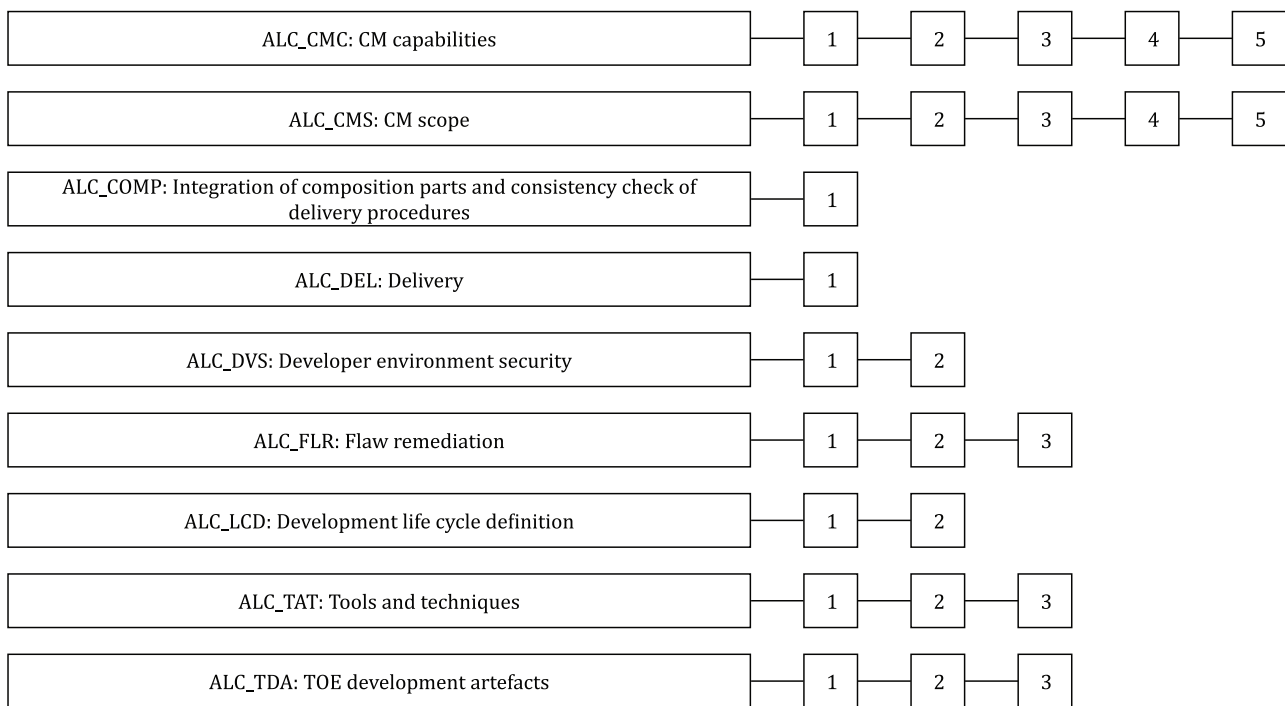 ALC_CMC: CM capabilities 1 2 3 4 5
ALC_CMS: CM scope 1 2 3 4 5
ALC_COMP: Integration of composition parts and consistency check of
delivery procedures 1
ALC_DEL: Delivery 1
ALC_DVS: Developer environment security 1 2
ALC_FLR: Flaw remediation 1 2 3
ALC_LCD: Development life cycle definition 1 2
ALC_TAT: Tools and techniques 1 2 3
ALC_TDA: TOE development artefacts 1 2 3